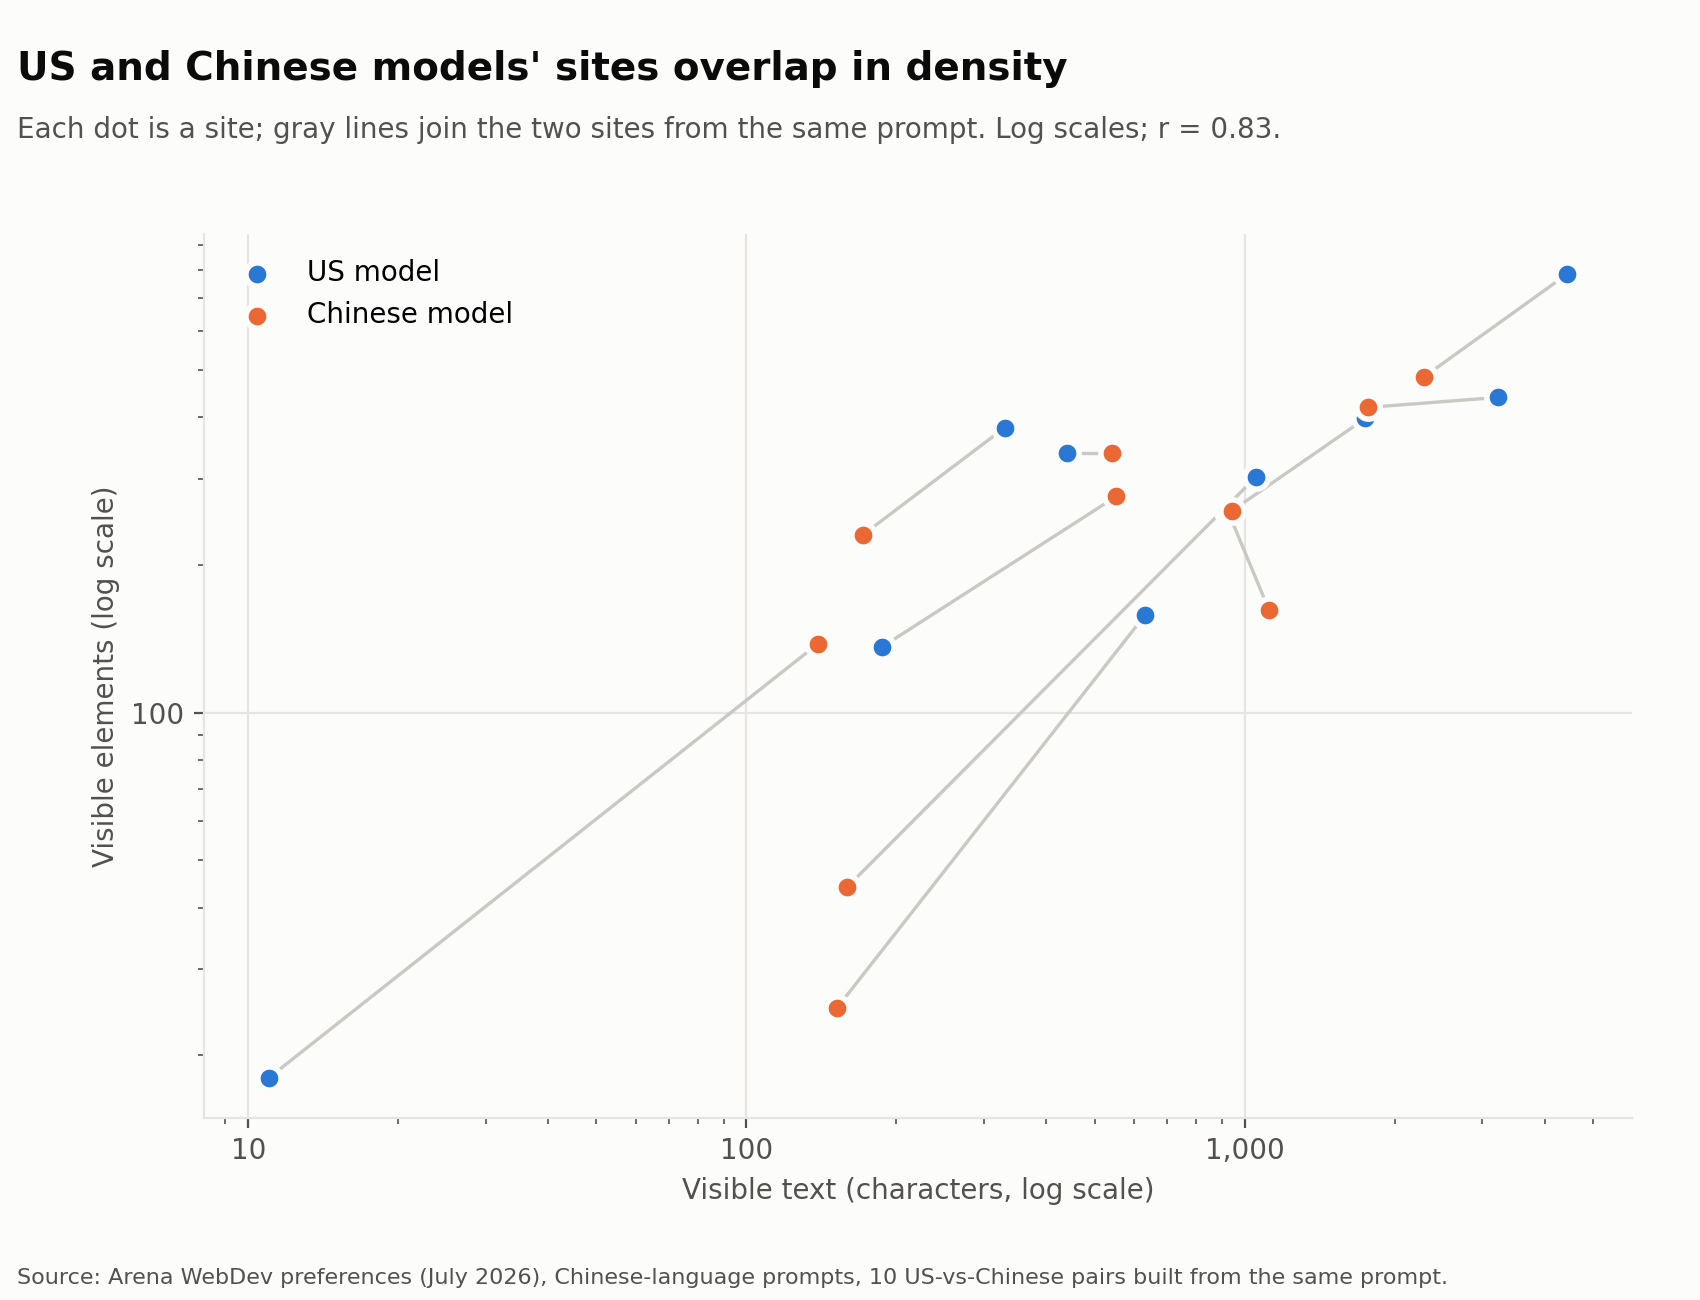 US and Chinese models' sites overlap in density
Each dot is a site; gray lines join the two sites from the same prompt. Log scales; r = 0.83.
US model
Chinese model
Visible elements (log scale)
100
10
100
1,000
Visible text (characters, log scale)
Source: Arena WebDev preferences (July 2026), Chinese-language prompts, 10 US-vs-Chinese pairs built from the same prompt.